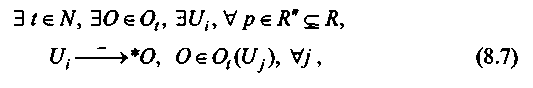 ∃ t ∈ N, ∃O ∈ O_t, ∃U_i, ∀ p ∈ R" ⊊ R,
U_i —‾→ *O, O ∈ O_t(U_j), ∀j, (8.7)